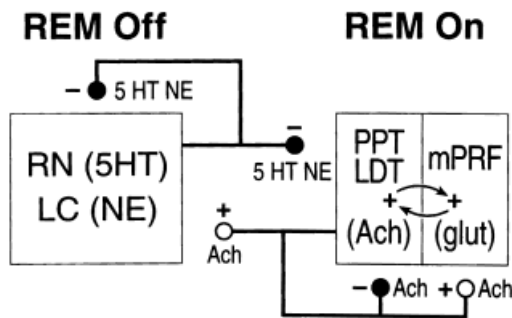 REM Off
REM On
− 5 HT NE
RN (5HT)
LC (NE)
−
5 HT NE
+
Ach
PPT
LDT
mPRF
+ +
(Ach) (glut)
− Ach + Ach